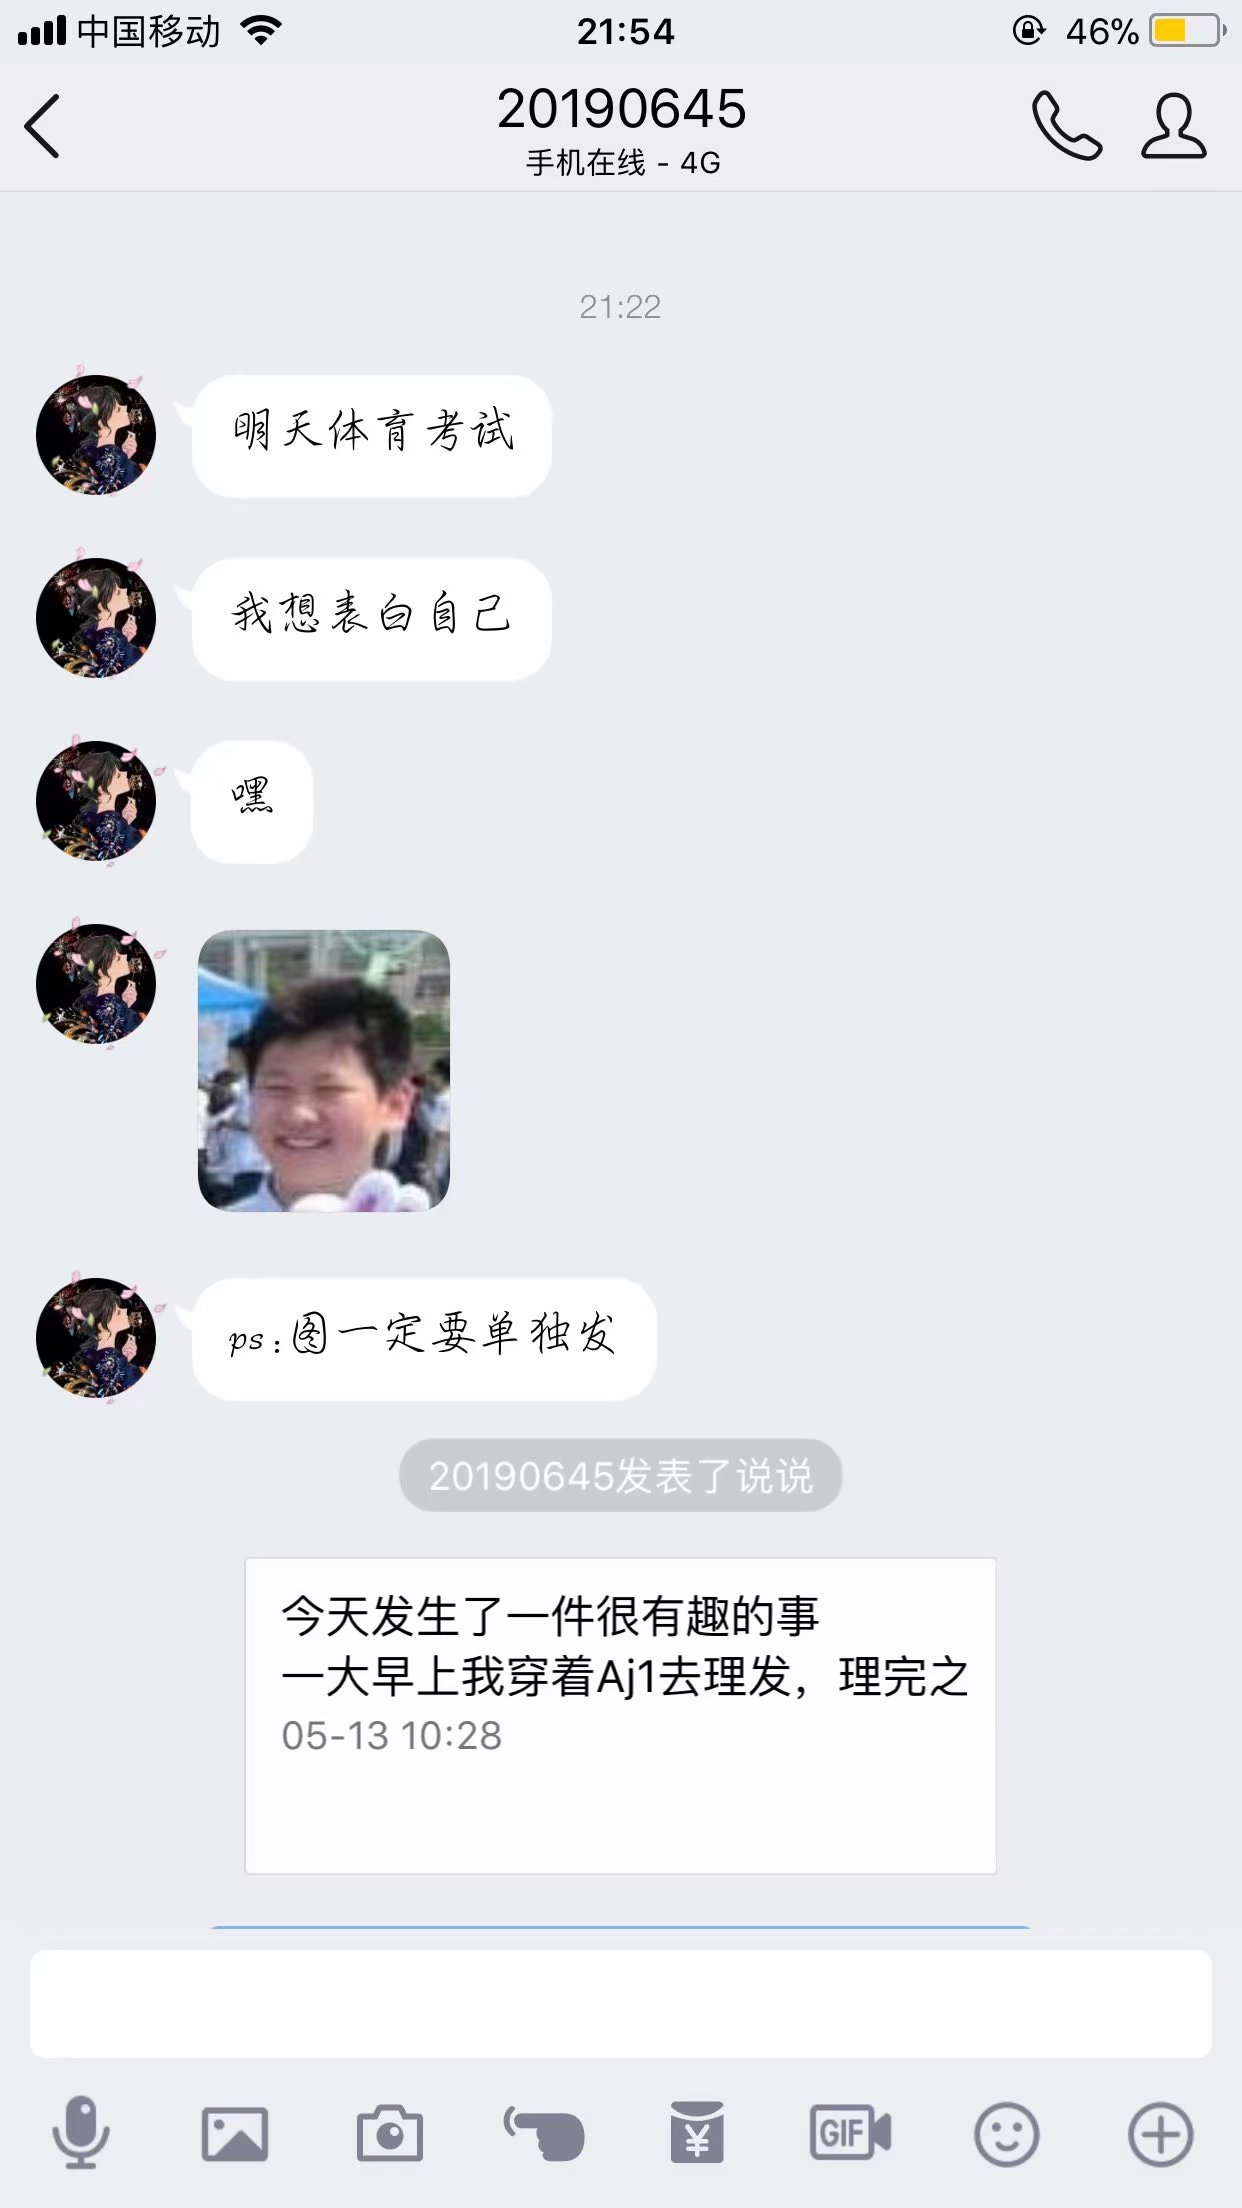 中国移动
21:54
46%
20190645
手机在线 - 4G
21:22
明天体育考试
我想表白自己
嘿
ps:图一定要单独发
20190645发表了说说
今天发生了一件很有趣的事
一大早上我穿着Aj1去理发，理完之
05-13 10:28
¥
GIF